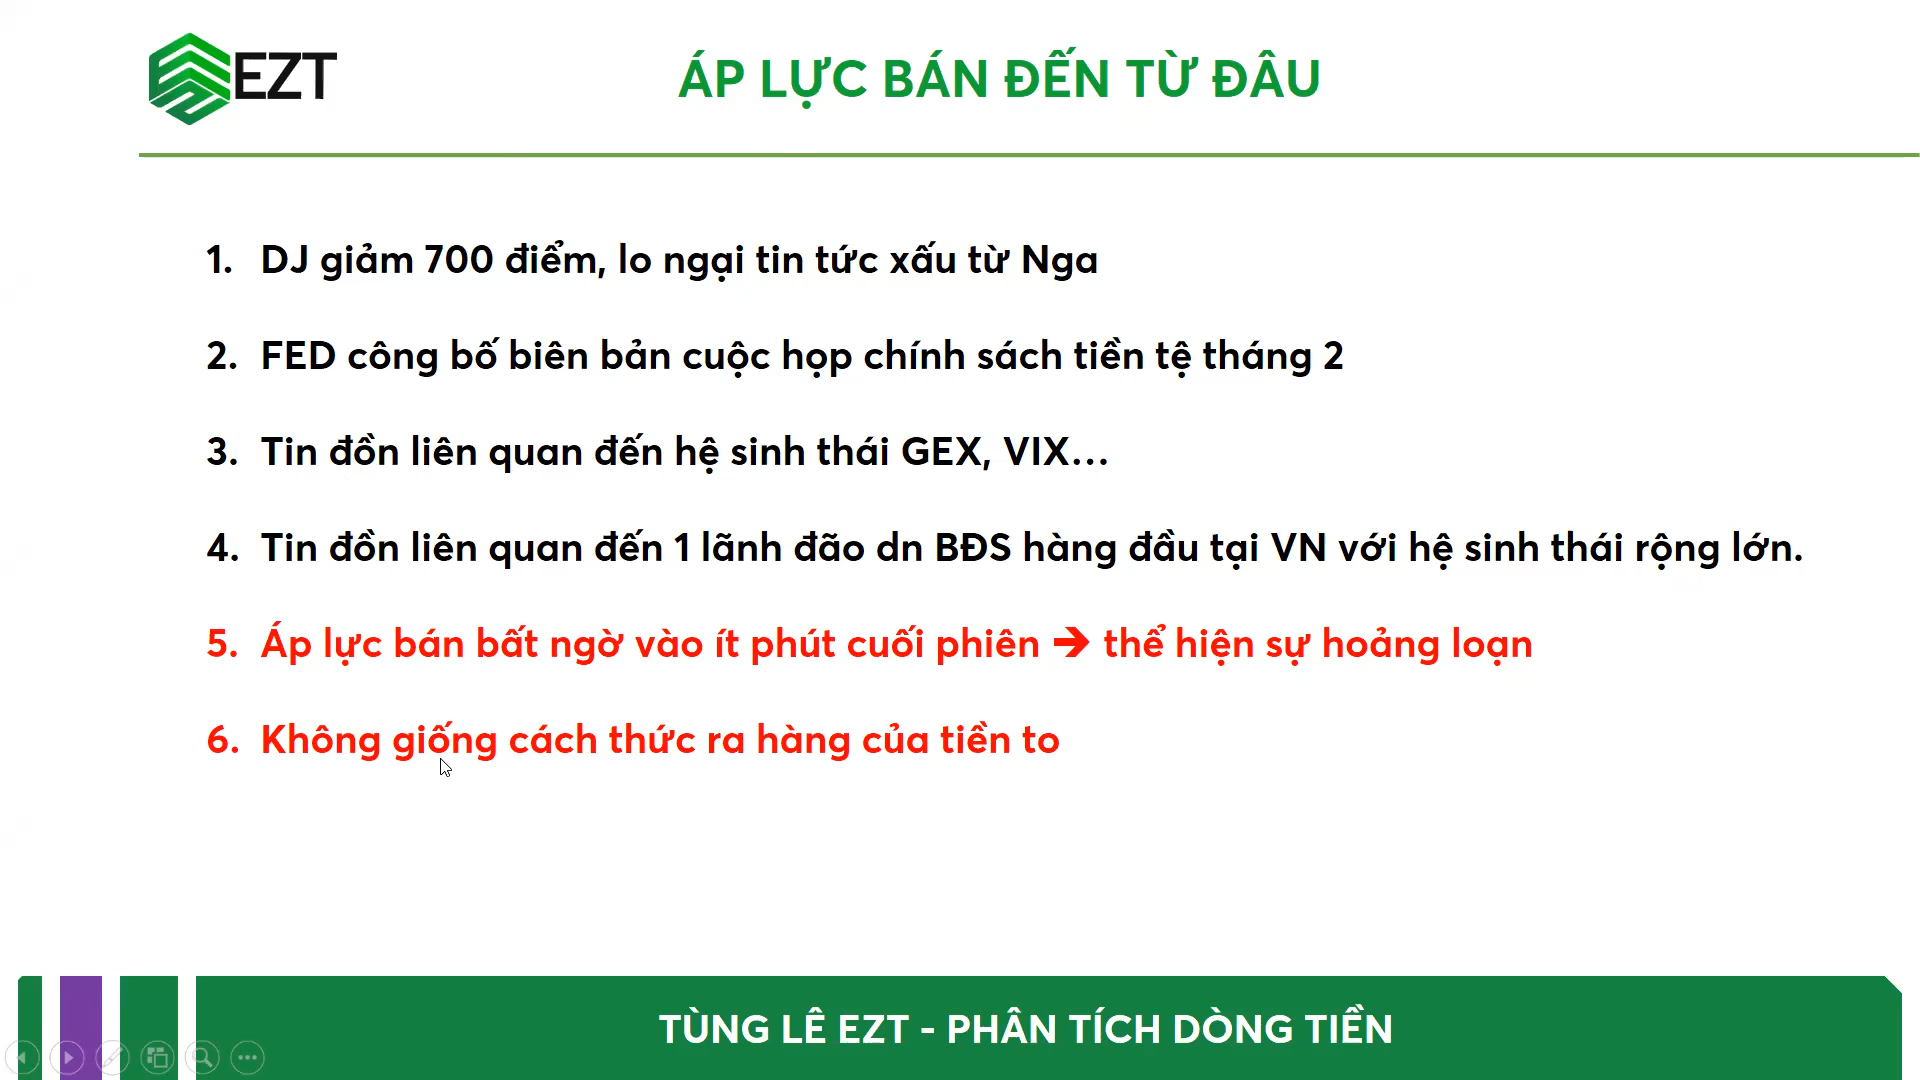 EZT
ÁP LỰC BÁN ĐẾN TỪ ĐÂU
1. DJ giảm 700 điểm, lo ngại tin tức xấu từ Nga
2. FED công bố biên bản cuộc họp chính sách tiền tệ tháng 2
3. Tin đồn liên quan đến hệ sinh thái GEX, VIX...
4. Tin đồn liên quan đến 1 lãnh đão dn BĐS hàng đầu tại VN với hệ sinh thái rộng lớn.
5. Áp lực bán bất ngờ vào ít phút cuối phiên ➔ thể hiện sự hoảng loạn
6. Không giống cách thức ra hàng của tiền to
TÙNG LÊ EZT - PHÂN TÍCH DÒNG TIỀN